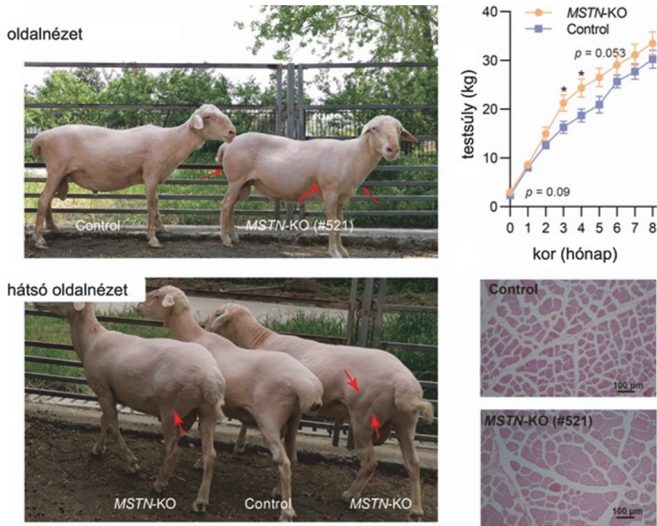 oldalnézet
Control
MSTN-KO (#521)
40
30
20
10
0
testsúly (kg)
MSTN-KO
Control
p = 0.053
*
*
p = 0.09
0 1 2 3 4 5 6 7 8
kor (hónap)
hátsó oldalnézet
MSTN-KO
Control
MSTN-KO
Control
100 µm
MSTN-KO (#521)
100 µm